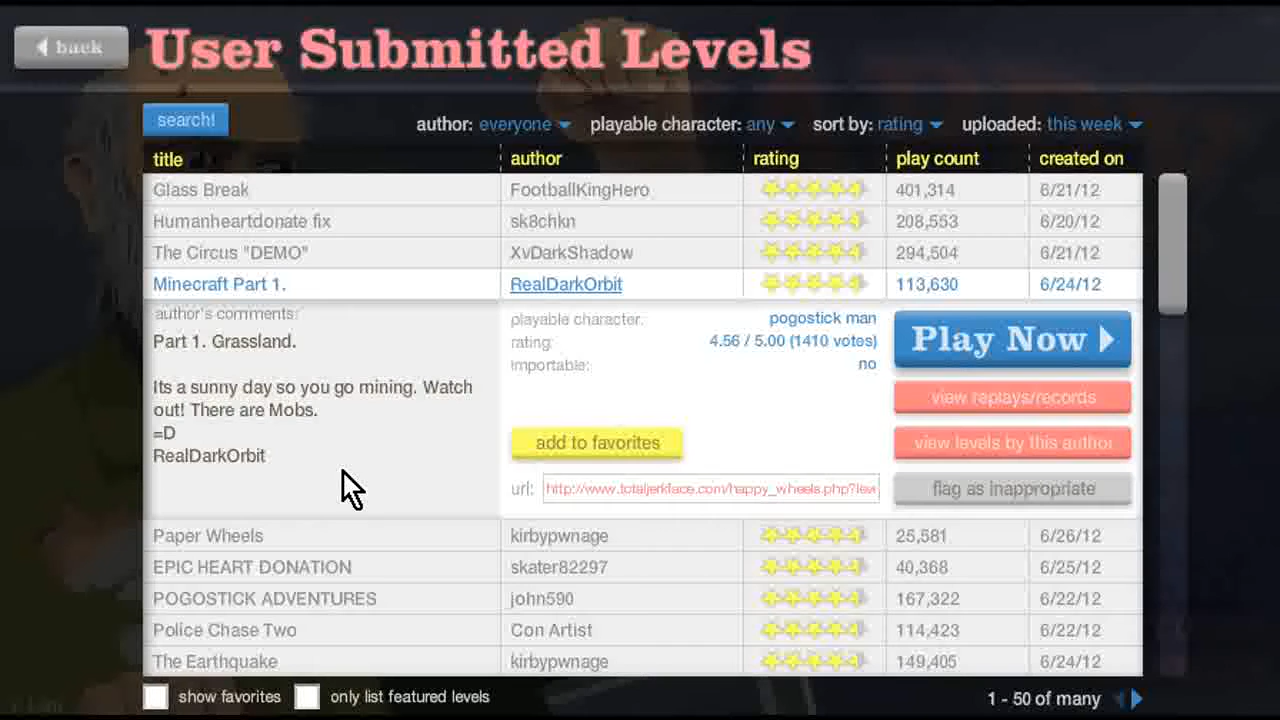 back
User Submitted Levels
search!
author: everyone playable character: any sort by: rating uploaded: this week
title author rating play count created on
Glass Break FootballKingHero 401,314 6/21/12
Humanheartdonate fix sk8chkn 208,553 6/20/12
The Circus "DEMO" XvDarkShadow 294,504 6/21/12
Minecraft Part 1. RealDarkOrbit 113,630 6/24/12
author's comments:
Part 1. Grassland.
Its a sunny day so you go mining. Watch
out! There are Mobs.
=D
RealDarkOrbit
playable character: pogostick man
rating: 4.56 / 5.00 (1410 votes)
importable: no
add to favorites
url: http://www.totaljerkface.com/happy_wheels.php?lev
Play Now
view replays/records
view levels by this author
flag as inappropriate
Paper Wheels kirbypwnage 25,581 6/26/12
EPIC HEART DONATION skater82297 40,368 6/25/12
POGOSTICK ADVENTURES john590 167,322 6/22/12
Police Chase Two Con Artist 114,423 6/22/12
The Earthquake kirbypwnage 149,405 6/24/12
show favorites only list featured levels 1 - 50 of many